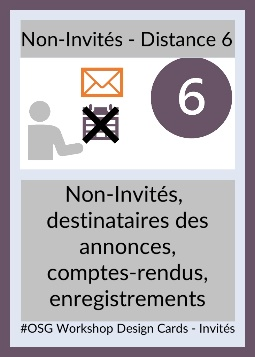 Non-Invités - Distance 6
6
Non-Invités,
destinataires des
annonces,
comptes-rendus,
enregistrements
#OSG Workshop Design Cards - Invités